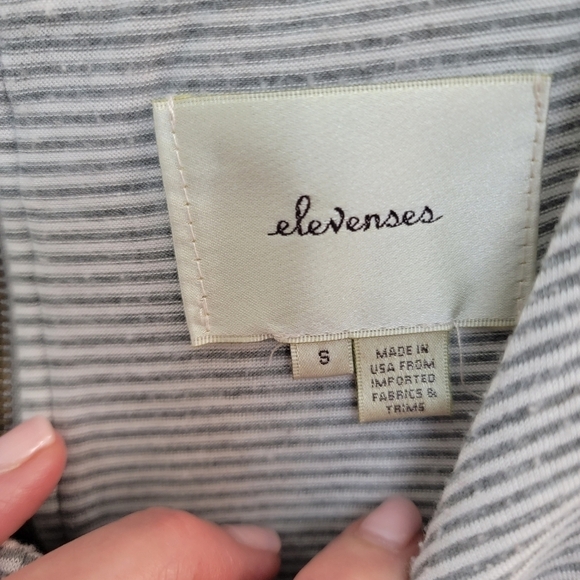 elevenses
S
MADE IN
USA FROM
IMPORTED
FABRICS &
TRIMS